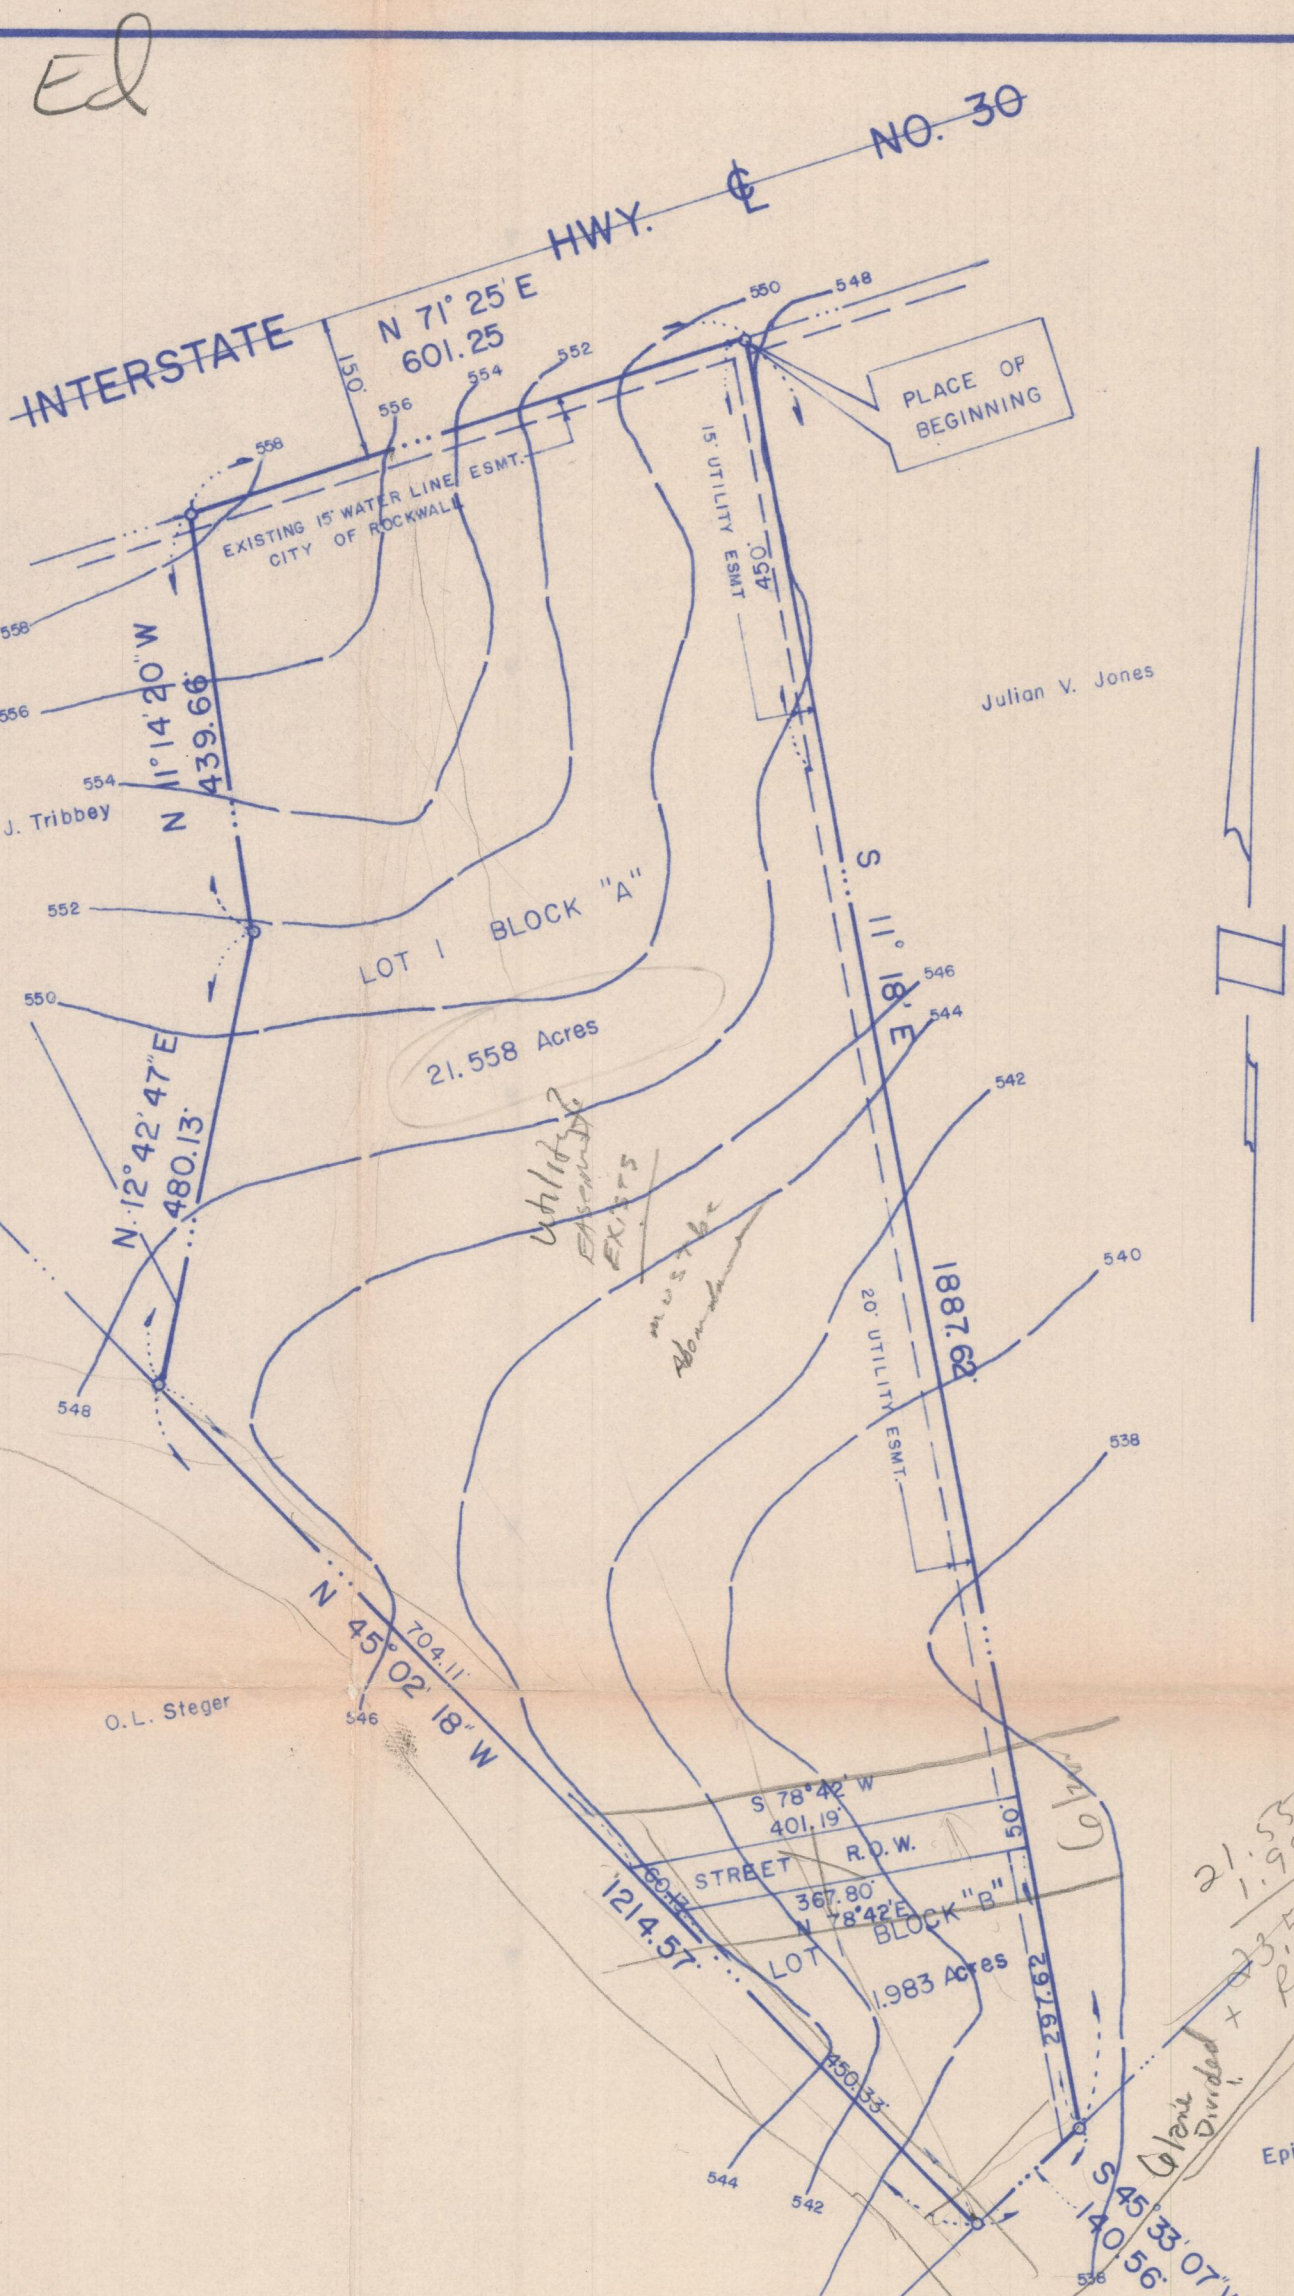 Ed
INTERSTATE HWY. ℄ NO. 30
N 71° 25' E
601.25
150'
550
548
552
554
556
558
PLACE OF
BEGINNING
EXISTING 15' WATER LINE ESMT.
CITY OF ROCKWALL
15' UTILITY ESMT
450'
558
556
554
552
550
N 11° 14' 20" W
439.66'
J. Tribbey
Julian V. Jones
S 11° 18' E
1887.62'
LOT 1 BLOCK "A"
21.558 Acres
546
544
542
540
538
N 12° 42' 47" E
480.13'
Utility?
Easement
EXISTS
must be
548
20' UTILITY ESMT.
N 45° 02' 18" W
704.11'
1214.57'
O.L. Steger
546
S 78° 42' W
401.19'
STREET R.O.W.
50'
60.13'
367.80'
N 78° 42' E
LOT 1 BLOCK "B"
1.983 Acres
297.62
450.33'
6 ln
21.55
1.9
Divided
544
542
538
S 45° 33' 07"
140.56'
Epi